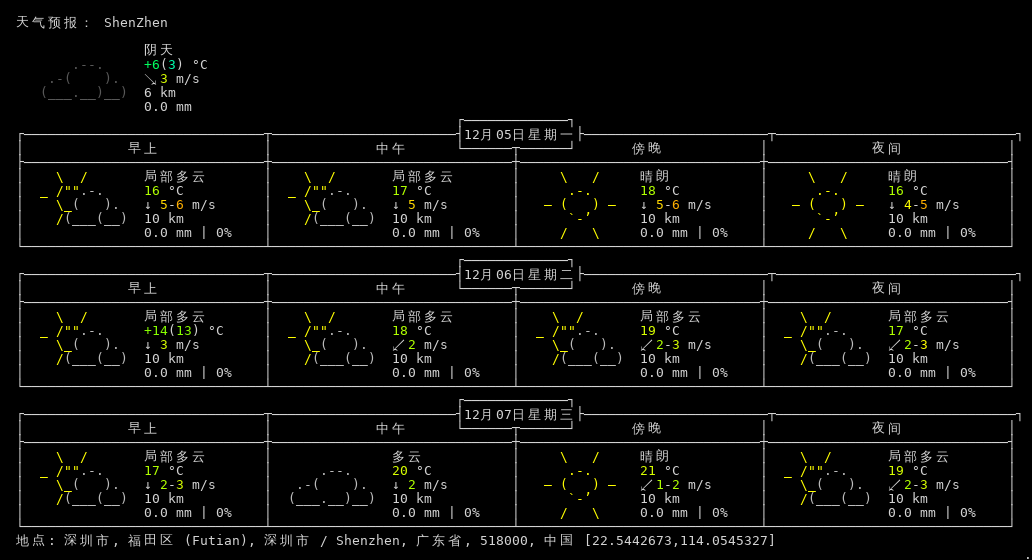 天气预报： ShenZhen
阴天
+6(3) °C
↘3 m/s
6 km
0.0 mm
12月05日星期一
早上 中午 傍晚 夜间
局部多云 局部多云 晴朗 晴朗
16 °C 17 °C 18 °C 16 °C
↓ 5-6 m/s ↓ 5 m/s ↓ 5-6 m/s ↓ 4-5 m/s
10 km 10 km 10 km 10 km
0.0 mm | 0% 0.0 mm | 0% 0.0 mm | 0% 0.0 mm | 0%
12月06日星期二
早上 中午 傍晚 夜间
局部多云 局部多云 局部多云 局部多云
+14(13) °C 18 °C 19 °C 17 °C
↓ 3 m/s ↙2 m/s ↙2-3 m/s ↙2-3 m/s
10 km 10 km 10 km 10 km
0.0 mm | 0% 0.0 mm | 0% 0.0 mm | 0% 0.0 mm | 0%
12月07日星期三
早上 中午 傍晚 夜间
局部多云 多云 晴朗 局部多云
17 °C 20 °C 21 °C 19 °C
↓ 2-3 m/s ↓ 2 m/s ↙1-2 m/s ↙2-3 m/s
10 km 10 km 10 km 10 km
0.0 mm | 0% 0.0 mm | 0% 0.0 mm | 0% 0.0 mm | 0%
地点: 深圳市, 福田区 (Futian), 深圳市 / Shenzhen, 广东省, 518000, 中国 [22.5442673,114.0545327]